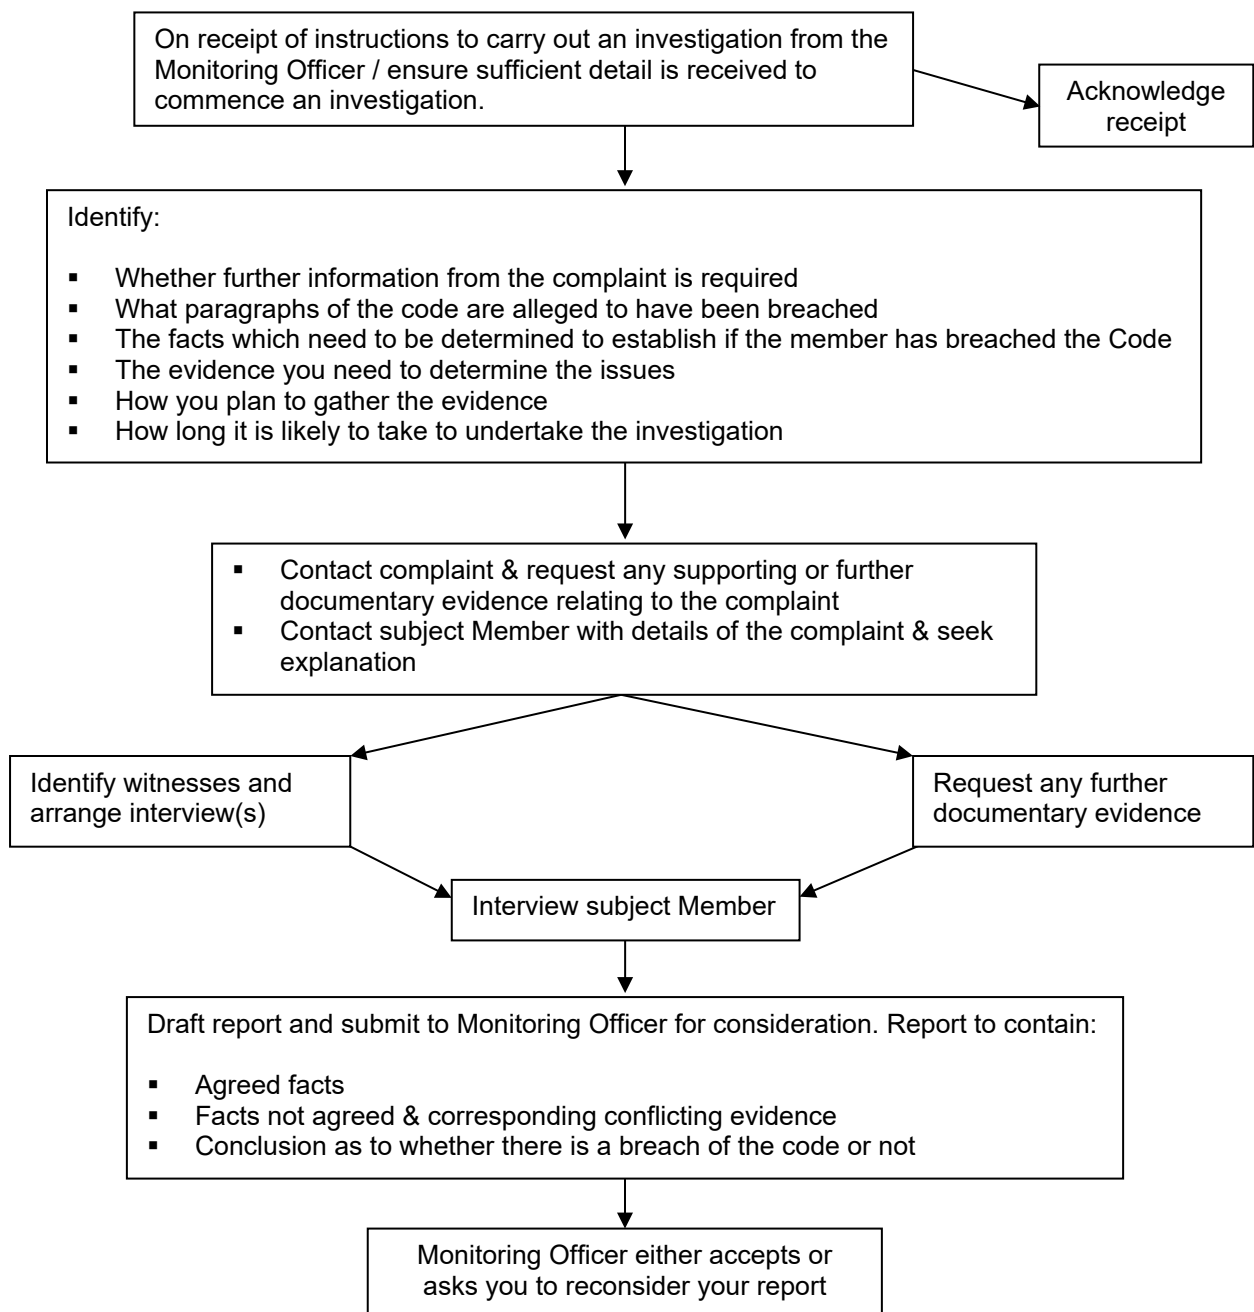 On receipt of instructions to carry out an investigation from the
Monitoring Officer / ensure sufficient detail is received to
commence an investigation.
Acknowledge
receipt
Identify:
▪ Whether further information from the complaint is required
▪ What paragraphs of the code are alleged to have been breached
▪ The facts which need to be determined to establish if the member has breached the Code
▪ The evidence you need to determine the issues
▪ How you plan to gather the evidence
▪ How long it is likely to take to undertake the investigation
▪ Contact complaint & request any supporting or further
documentary evidence relating to the complaint
▪ Contact subject Member with details of the complaint & seek
explanation
Identify witnesses and
arrange interview(s)
Request any further
documentary evidence
Interview subject Member
Draft report and submit to Monitoring Officer for consideration. Report to contain:
▪ Agreed facts
▪ Facts not agreed & corresponding conflicting evidence
▪ Conclusion as to whether there is a breach of the code or not
Monitoring Officer either accepts or
asks you to reconsider your report